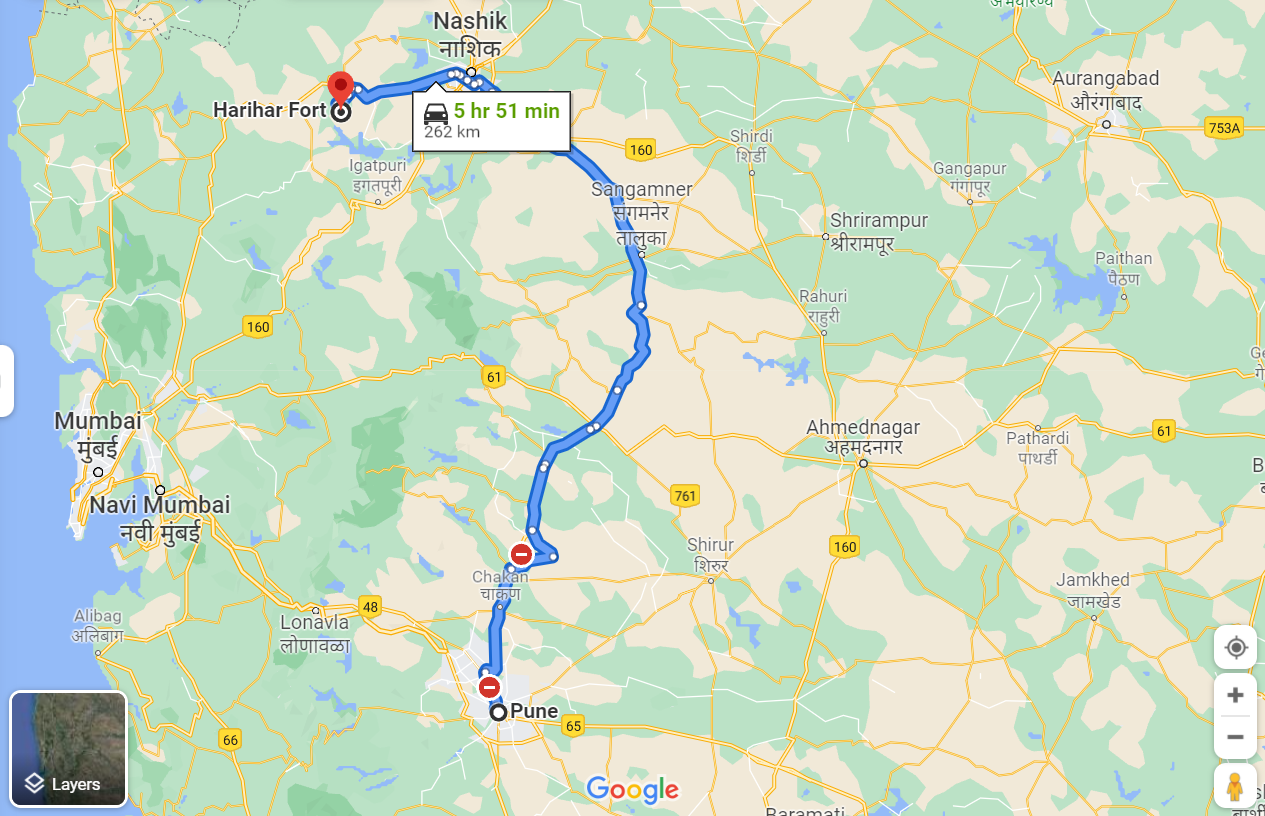 अभयारण्य
Nashik
नाशिक
Harihar Fort
5 hr 51 min
262 km
Aurangabad
औरंगाबाद
753A
160
Shirdi
शिर्डी
Igatpuri
इगतपूरी
Gangapur
गंगापूर
Sangamner
संगमनेर
तालुका
Shrirampur
श्रीरामपूर
Paithan
पैठण
Rahuri
राहुरी
160
61
Mumbai
मुंबई
Ahmednagar
अहमदनगर
61
Pathardi
पाथर्डी
Navi Mumbai
नवी मुंबई
761
160
Shirur
शिरुर
Chakan
चाकण
Jamkhed
जामखेड
48
Alibag
अलिबाग
Lonavla
लोणावळा
Pune
65
66
Layers
Google
Baramati